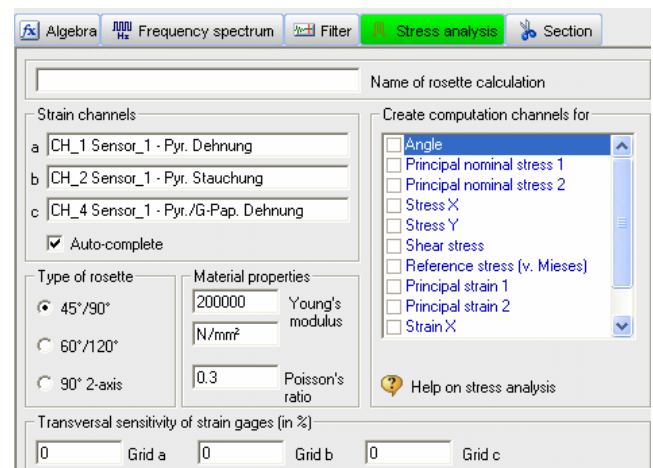 fx Algebra Hz Frequency spectrum Filter Stress analysis Section
Name of rosette calculation
Strain channels
a CH_1 Sensor_1 - Pyr. Dehnung
b CH_2 Sensor_1 - Pyr. Stauchung
c CH_4 Sensor_1 - Pyr./G-Pap. Dehnung
Auto-complete
Create computation channels for
Angle
Principal nominal stress 1
Principal nominal stress 2
Stress X
Stress Y
Shear stress
Reference stress (v. Mieses)
Principal strain 1
Principal strain 2
Strain X
Type of rosette
45°/90°
60°/120°
90° 2-axis
Material properties
200000 Young's
modulus
N/mm²
0.3 Poisson's
ratio
? Help on stress analysis
Transversal sensitivity of strain gages (in %)
0 Grid a 0 Grid b 0 Grid c